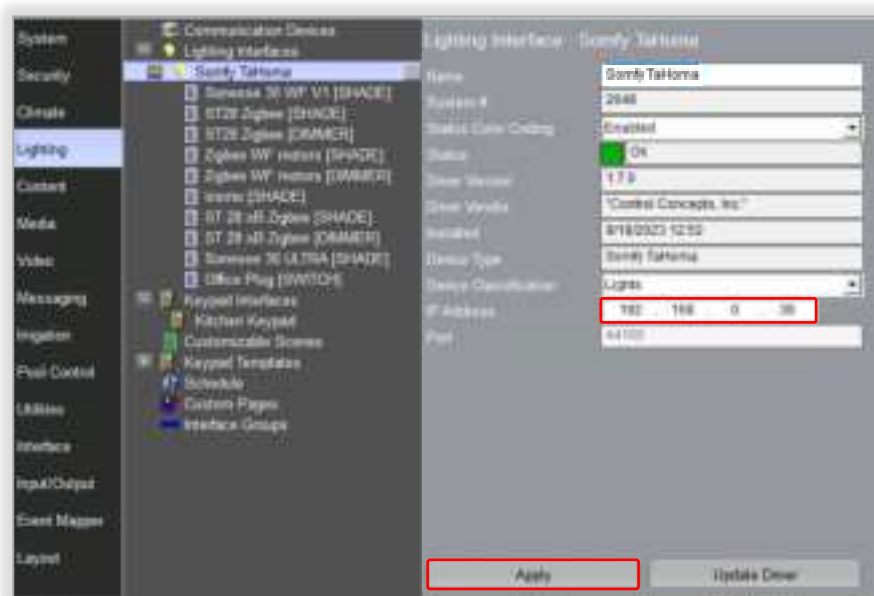 System
Security
Climate
Lighting
Content
Media
Video
Messaging
Irrigation
Pool Control
Utilities
Interface
Input/Output
Event Mapper
Layout
Communication Devices
Lighting Interfaces
Somfy TaHoma
Sonesse 30 WF V1 [SHADE]
ST28 Zigbee [SHADE]
ST28 Zigbee [DIMMER]
Zigbee WF motors [SHADE]
Zigbee WF motors [DIMMER]
[SHADE]
ST 28 Zigbee [SHADE]
ST 28 Zigbee [DIMMER]
Sonesse 30 ULTRA [SHADE]
Office Plug [SWITCH]
Keypad Interfaces
Kitchen Keypad
Customizable Scenes
Keypad Templates
Schedule
Custom Pages
Interface Groups
Lighting Interface - Somfy TaHoma
Name Somfy TaHoma
System #
Status Color Coding Enabled
Status OK
Driver Version 1.7.0
Driver Vendor "Control Concepts, Inc."
Installed 12:52
Device Type Somfy TaHoma
Device Classification Lights
IP Address 192 . 168 . 0 .
Port
Apply Update Driver